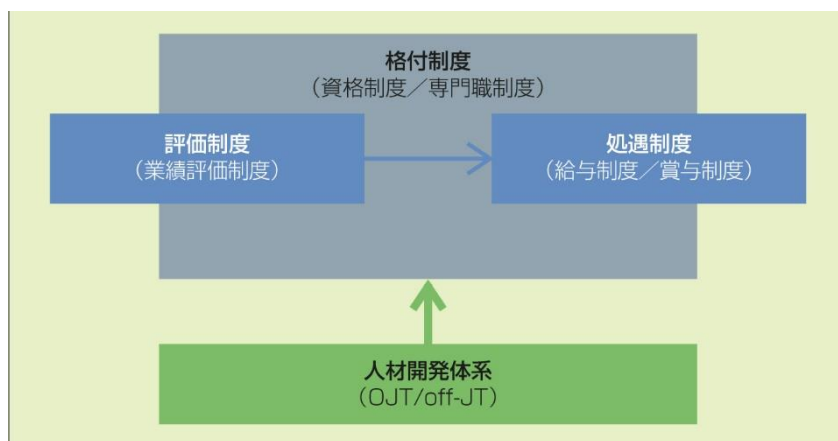 格付制度
（資格制度／専門職制度）
評価制度
（業績評価制度）
処遇制度
（給与制度／賞与制度）
人材開発体系
（OJT/off-JT）